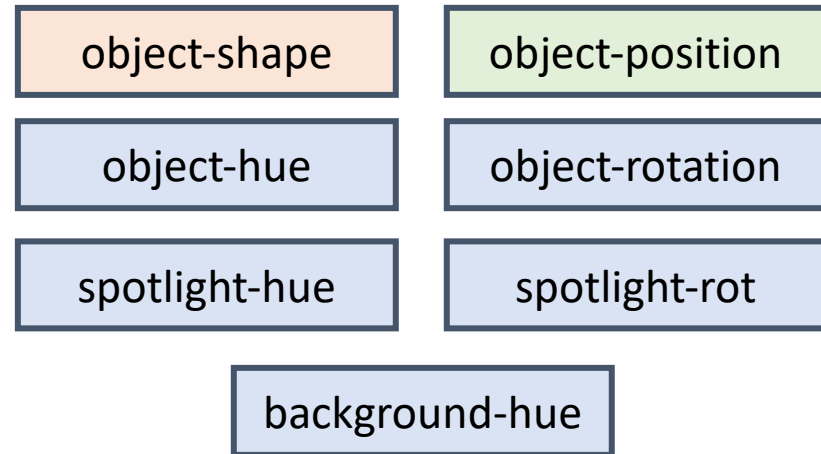 object-shape
object-position
object-hue
object-rotation
spotlight-hue
spotlight-rot
background-hue